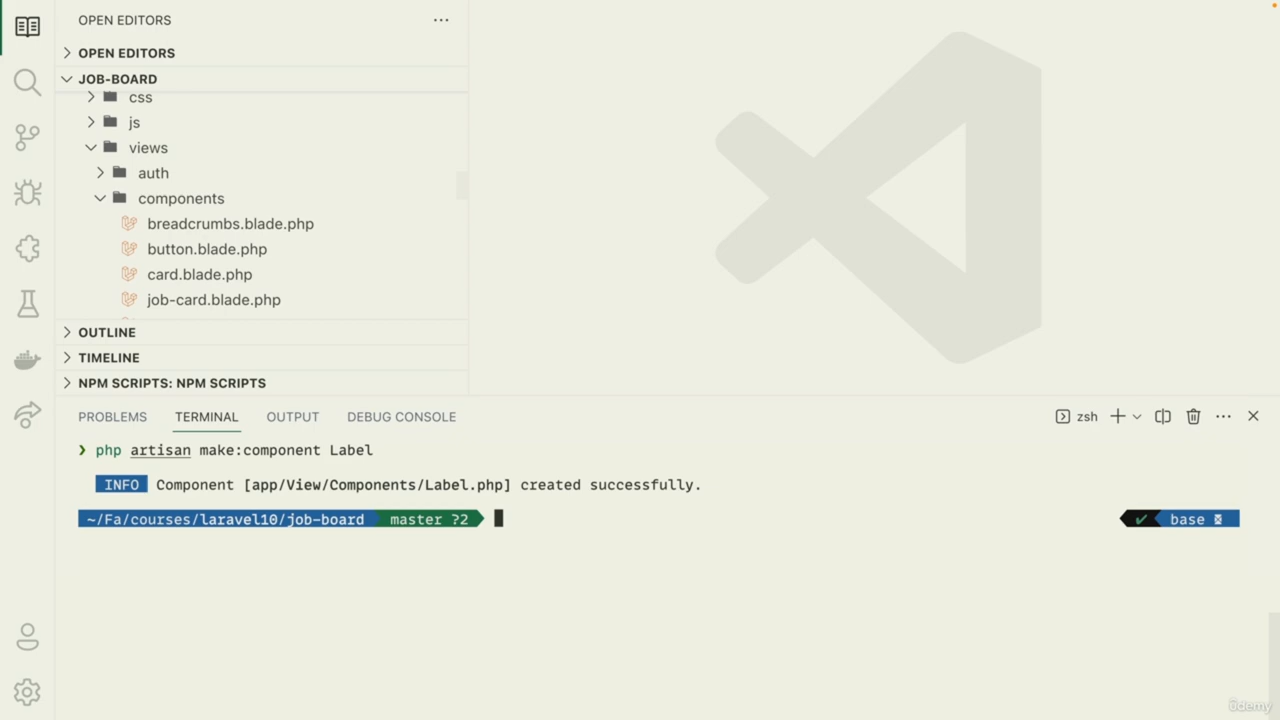 OPEN EDITORS
OPEN EDITORS
JOB-BOARD
css
js
views
auth
components
breadcrumbs.blade.php
button.blade.php
card.blade.php
job-card.blade.php
OUTLINE
TIMELINE
NPM SCRIPTS: NPM SCRIPTS
PROBLEMS TERMINAL OUTPUT DEBUG CONSOLE zsh
❯ php artisan make:component Label
INFO Component [app/View/Components/Label.php] created successfully.
~/Fa/courses/laravel10/job-board master ?2 ✔ base
ûdemy